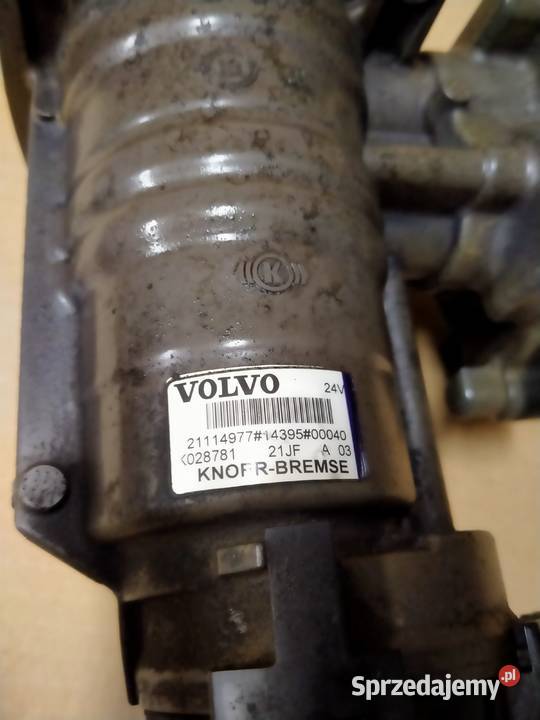 K
VOLVO 24V
21114977#14395#00040
K028781 21JF A 03
KNORR-BREMSE
Sprzedajemy.pl